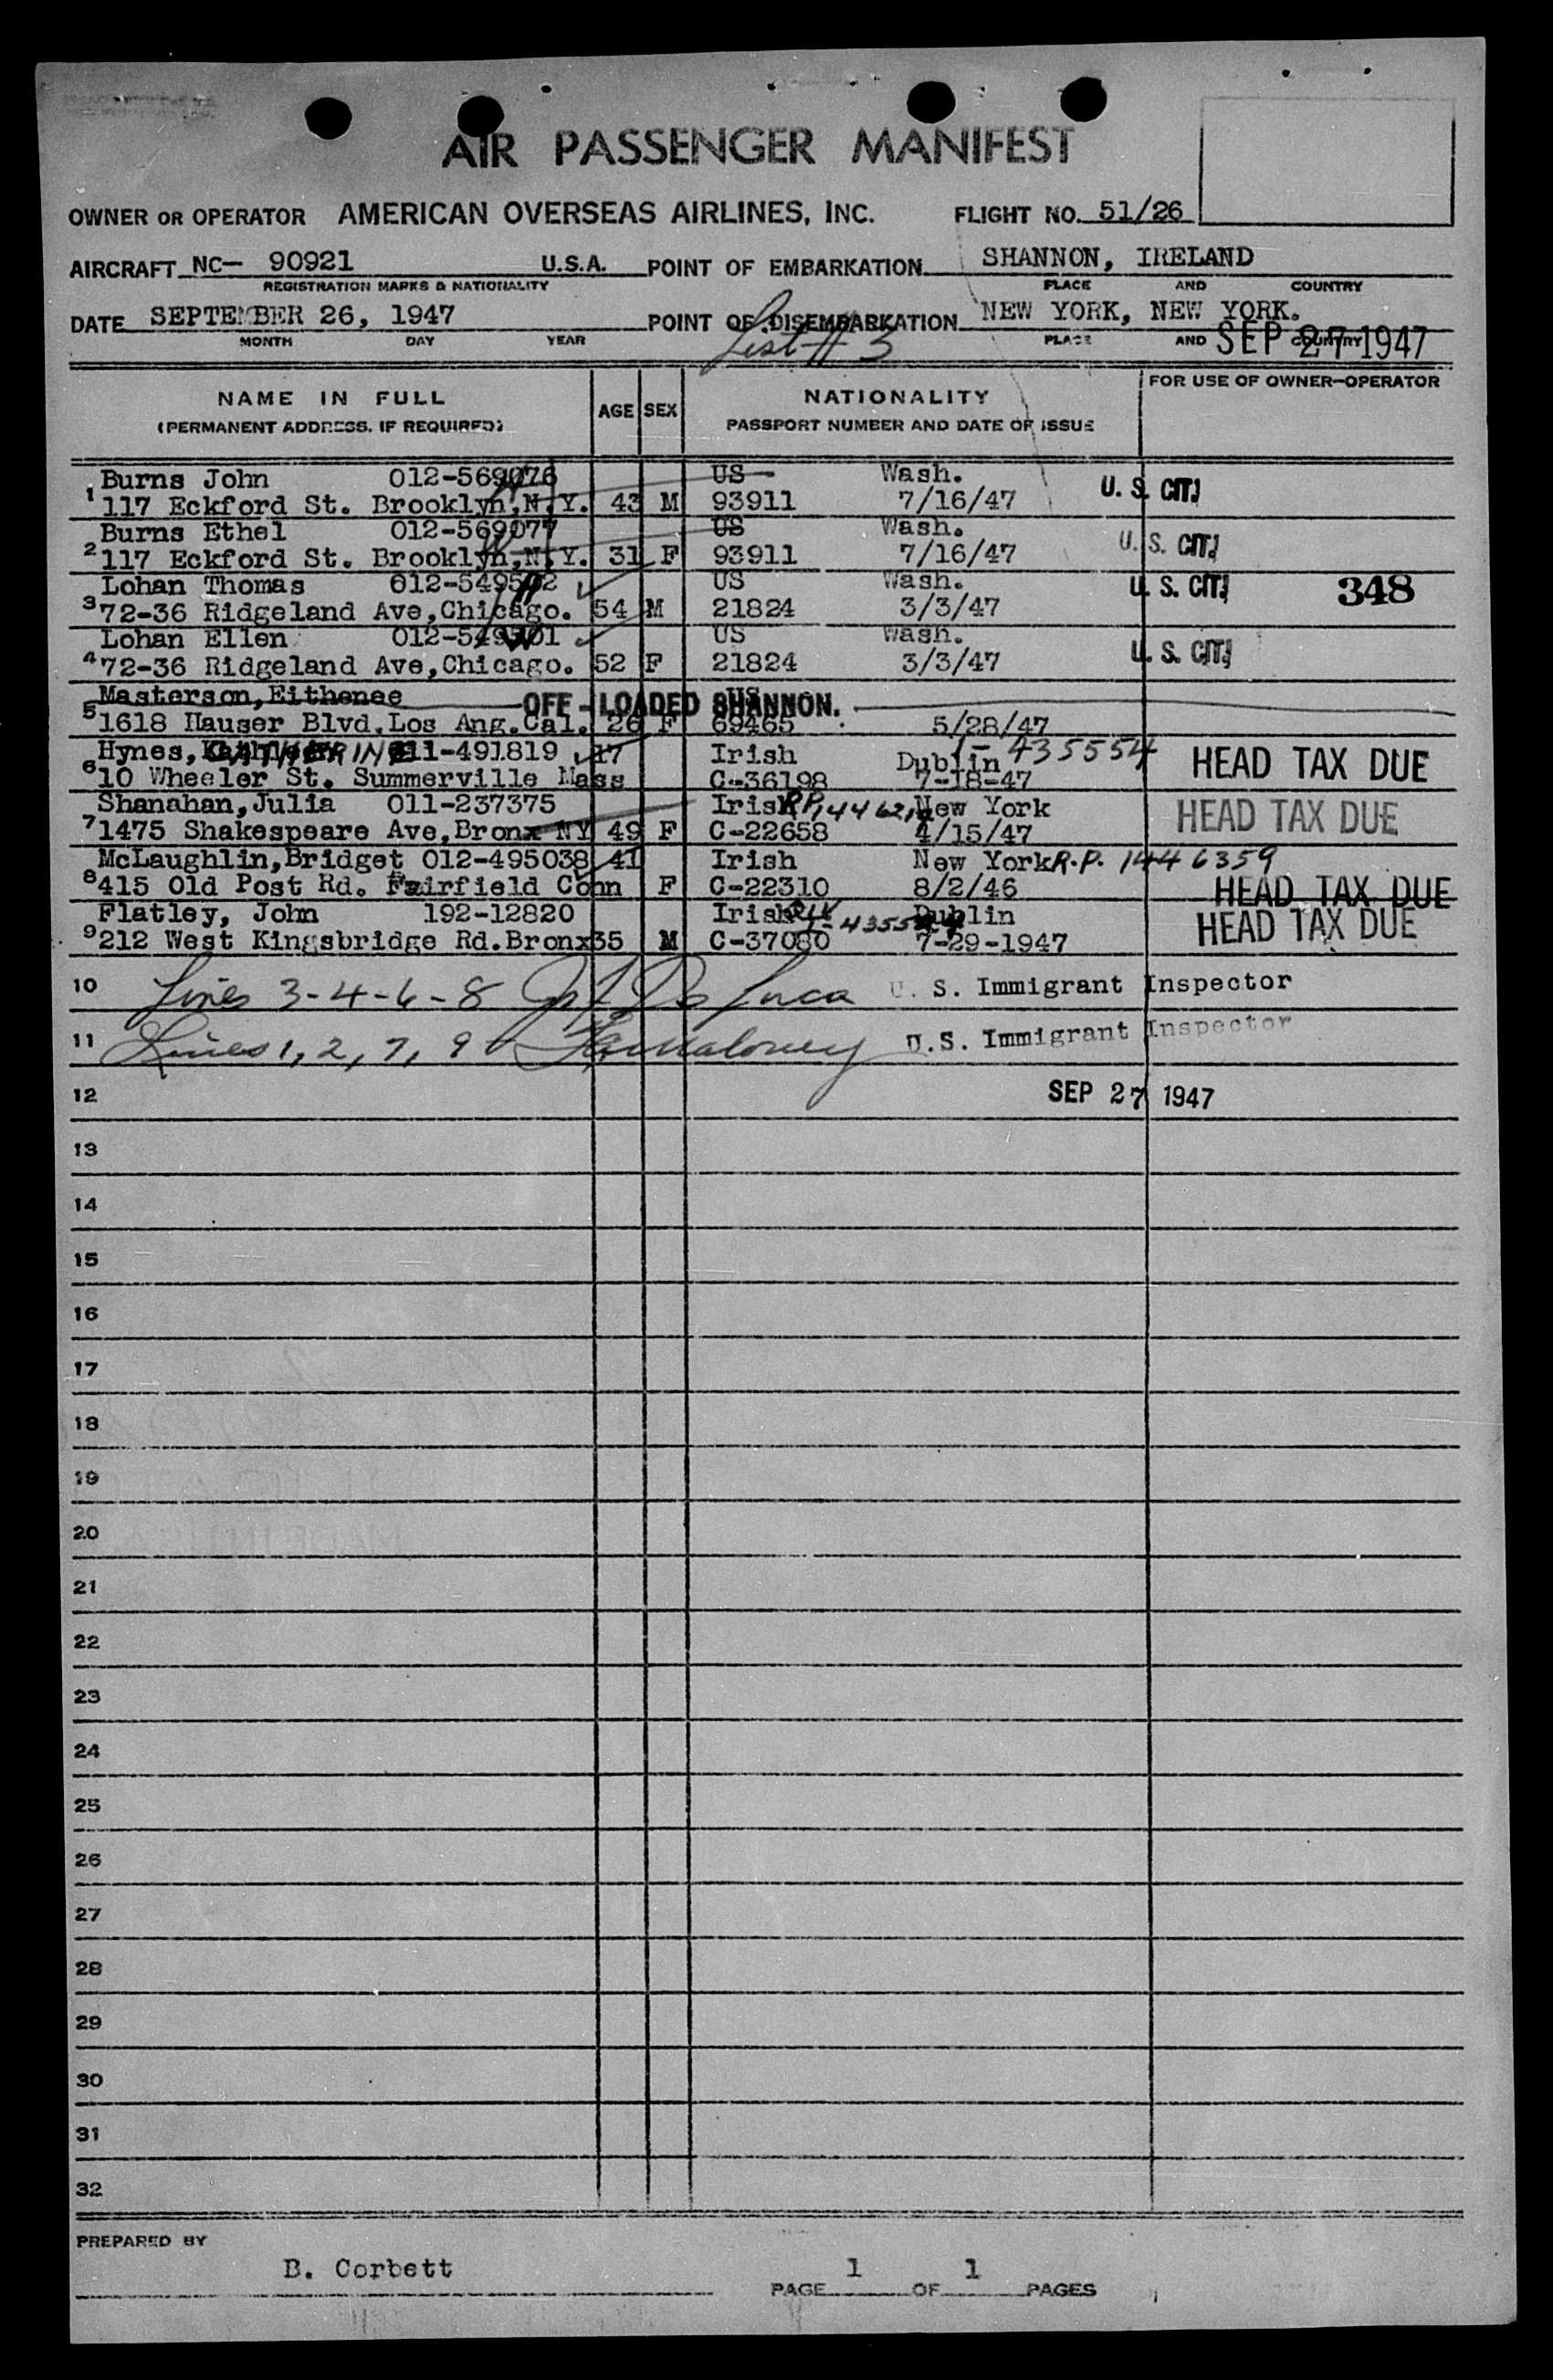 AIR PASSENGER MANIFEST
OWNER OR OPERATOR AMERICAN OVERSEAS AIRLINES, INC. FLIGHT NO. 51/26
AIRCRAFT NC— 90921 U.S.A. POINT OF EMBARKATION SHANNON, IRELAND
REGISTRATION MARKS & NATIONALITY PLACE AND COUNTRY
DATE SEPTEMBER 26, 1947 POINT OF DISEMBARKATION NEW YORK, NEW YORK.
MONTH DAY YEAR List # 3 PLACE AND COUNTRY SEP 27 1947
NAME IN FULL AGE SEX NATIONALITY FOR USE OF OWNER—OPERATOR
(PERMANENT ADDRESS, IF REQUIRED) PASSPORT NUMBER AND DATE OF ISSUE
Burns John 012-569076 US Wash. U. S. CIT.
1 117 Eckford St. Brooklyn,N.Y. 43 M 93911 7/16/47
Burns Ethel 012-569077 US Wash. U. S. CIT.
2 117 Eckford St. Brooklyn,N.Y. 31 F 93911 7/16/47
Lohan Thomas US Wash. U. S. CIT. 348
3 72-36 Ridgeland Ave,Chicago. 54 M 21824 3/3/47
Lohan Ellen US Wash. U. S. CIT.
4 72-36 Ridgeland Ave,Chicago. 52 F 21824 3/3/47
Masterson,Eithenee OFF-LOADED SHANNON. US
5 1618 Hauser Blvd.Los Ang.Cal. 26 F 69465 5/28/47
Hynes, CATHERINE 011-491819 17 Irish Dublin I- 435554 HEAD TAX DUE
6 10 Wheeler St. Summerville Mass C-36198 7-18-47
Shanahan,Julia 011-237375 Irish RP New York HEAD TAX DUE
7 1475 Shakespeare Ave,Bronx NY 49 F C-22658 4/15/47
McLaughlin,Bridget 012-495038 41 Irish New York R.P. 1446359
8 415 Old Post Rd. Fairfield Conn F C-22310 8/2/46 HEAD TAX DUE
Flatley, John 192-12820 Irish Dublin HEAD TAX DUE
9 212 West Kingsbridge Rd.Bronx 35 M C-37080 7-29-1947
10 Lines 3-4-6-8 De Luca U. S. Immigrant Inspector
11 Lines 1, 2, 7, 9 Maloney U.S. Immigrant Inspector
12 SEP 27 1947
13
14
15
16
17
18
19
20
21
22
23
24
25
26
27
28
29
30
31
32
PREPARED BY
B. Corbett
PAGE 1 OF 1 PAGES